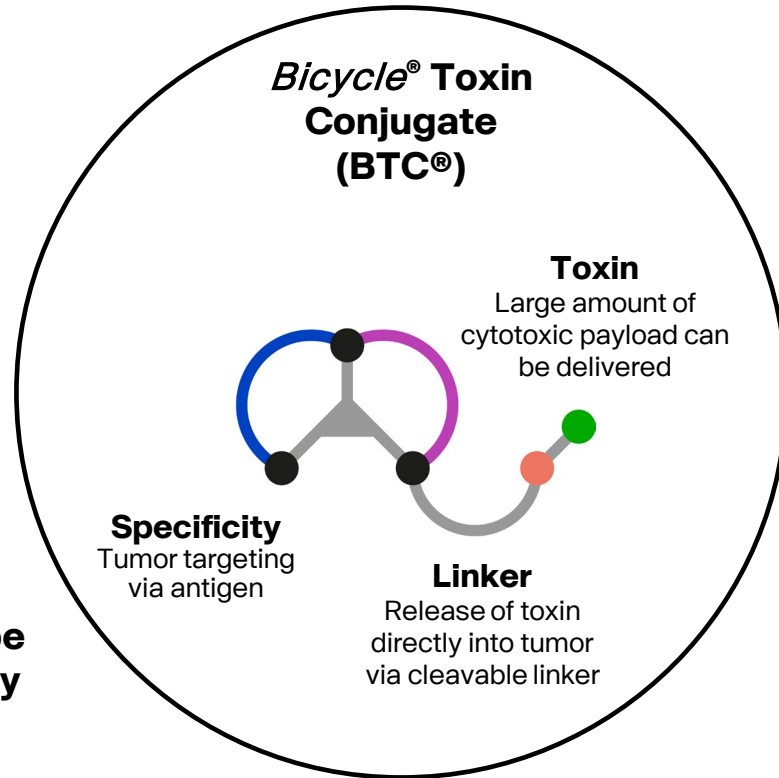 Bicycle® Toxin
Conjugate
(BTC®)
Toxin
Large amount of
cytotoxic payload can
be delivered
Specificity
Tumor targeting
via antigen
Linker
Release of toxin
directly into tumor
via cleavable linker